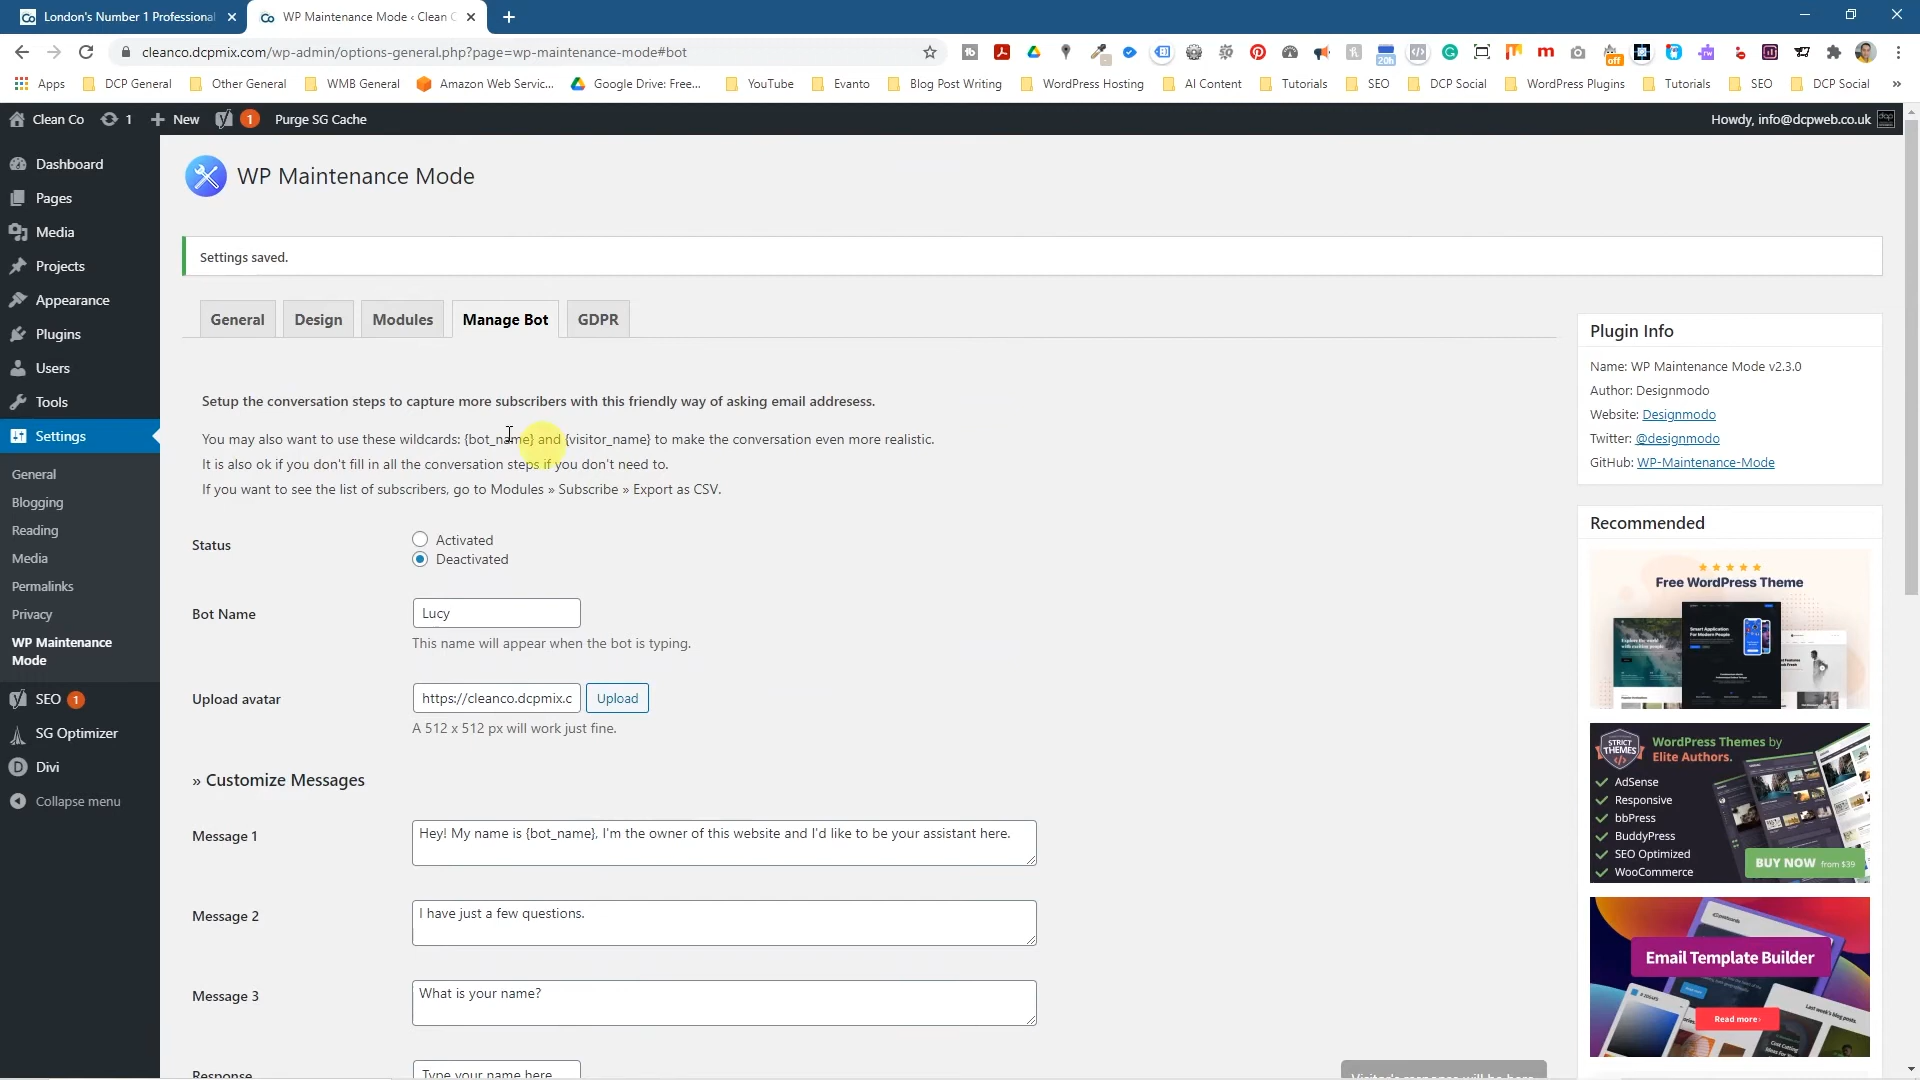 London's Number 1 Professional
WP Maintenance Mode ‹ Clean C
cleanco.dcpmix.com/wp-admin/options-general.php?page=wp-maintenance-mode#bot
20h
off
Apps
DCP General
Other General
WMB General
Amazon Web Servic...
Google Drive: Free...
YouTube
Evanto
Blog Post Writing
WordPress Hosting
AI Content
Tutorials
SEO
DCP Social
WordPress Plugins
Tutorials
SEO
DCP Social
»
Clean Co
1
New
1
Purge SG Cache
Howdy, info@dcpweb.co.uk
Dashboard
Pages
Media
Projects
Appearance
Plugins
Users
Tools
Settings
General
Blogging
Reading
Media
Permalinks
Privacy
WP Maintenance
Mode
SEO 1
SG Optimizer
Divi
Collapse menu
WP Maintenance Mode
Settings saved.
General
Design
Modules
Manage Bot
GDPR
Setup the conversation steps to capture more subscribers with this friendly way of asking email addresess.
You may also want to use these wildcards: {bot_name} and {visitor_name} to make the conversation even more realistic.
It is also ok if you don't fill in all the conversation steps if you don't need to.
If you want to see the list of subscribers, go to Modules » Subscribe » Export as CSV.
Status
Activated
Deactivated
Bot Name
Lucy
This name will appear when the bot is typing.
Upload avatar
https://cleanco.dcpmix.c
Upload
A 512 x 512 px will work just fine.
» Customize Messages
Message 1
Hey! My name is {bot_name}, I'm the owner of this website and I'd like to be your assistant here.
Message 2
I have just a few questions.
Message 3
What is your name?
Response
Type your name here
Visitor's response will be here
Plugin Info
Name: WP Maintenance Mode v2.3.0
Author: Designmodo
Website: Designmodo
Twitter: @designmodo
GitHub: WP-Maintenance-Mode
Recommended
Free WordPress Theme
STRICT
THEMES
WordPress Themes by
Elite Authors.
AdSense
Responsive
bbPress
BuddyPress
SEO Optimized
WooCommerce
BUY NOW from $39
Email Template Builder
Read more ›